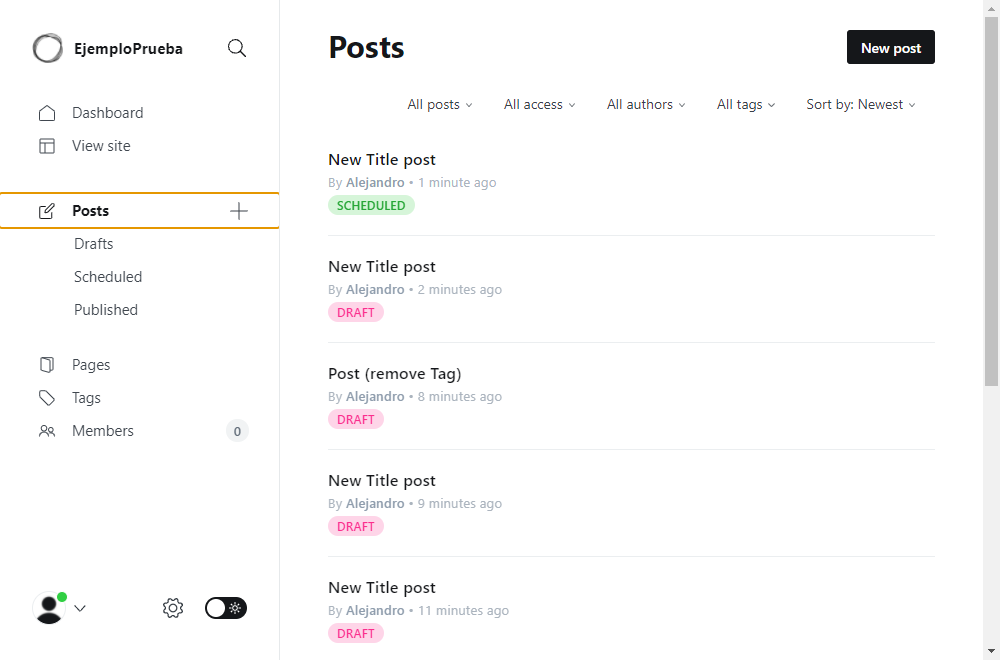 EjemploPrueba
Dashboard
View site
Posts
Drafts
Scheduled
Published
Pages
Tags
Members 0
Posts
New post
All posts All access All authors All tags Sort by: Newest
New Title post
By Alejandro • 1 minute ago
SCHEDULED
New Title post
By Alejandro • 2 minutes ago
DRAFT
Post (remove Tag)
By Alejandro • 8 minutes ago
DRAFT
New Title post
By Alejandro • 9 minutes ago
DRAFT
New Title post
By Alejandro • 11 minutes ago
DRAFT